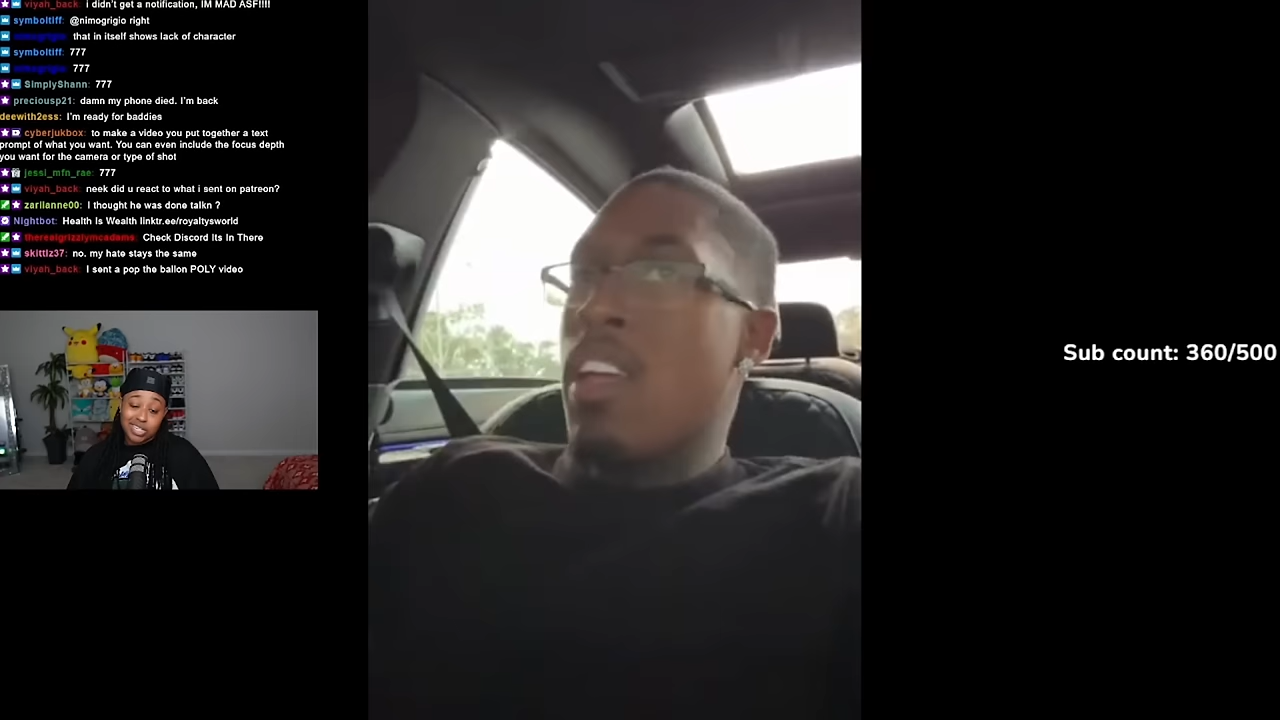 viyah_back: i didn't get a notification, IM MAD ASF!!!!
symboltiff: @nimogrigio right
nimogrigio: that in itself shows lack of character
symboltiff: 777
nimogrigio: 777
SimplyShann: 777
preciousp21: damn my phone died. I'm back
deewith2ess: I'm ready for baddies
cyberjukbox: to make a video you put together a text
prompt of what you want. You can even include the focus depth
you want for the camera or type of shot
jessi_mfn_rae: 777
viyah_back: neek did u react to what i sent on patreon?
zarilanne00: I thought he was done talkn ?
Nightbot: Health Is Wealth linktr.ee/royaltysworld
therealgrizzlymcadams: Check Discord Its In There
skittlz37: no. my hate stays the same
viyah_back: I sent a pop the ballon POLY video
Sub count: 360/500